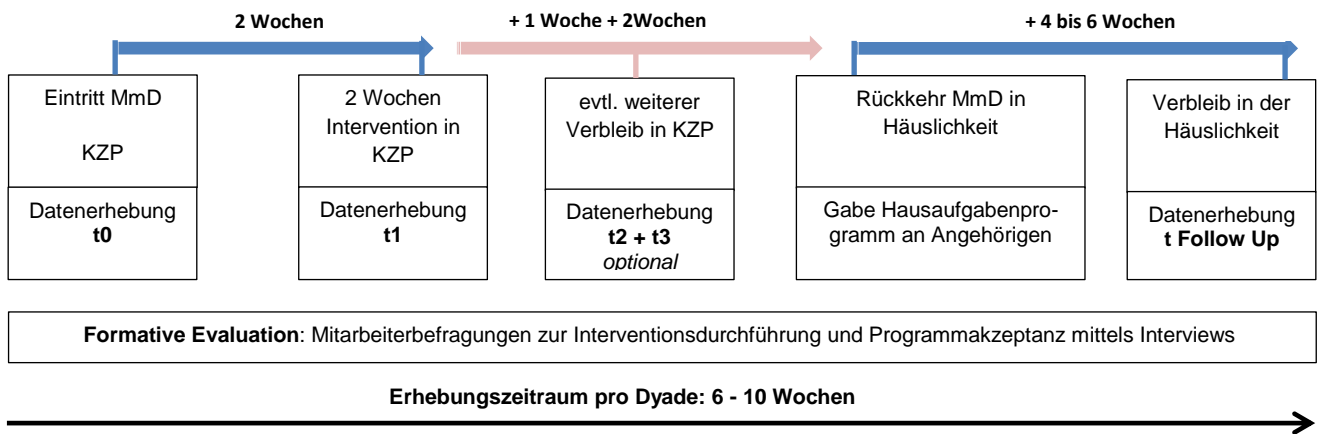 2 Wochen
+ 1 Woche + 2Wochen
+ 4 bis 6 Wochen
Eintritt MmD
KZP
Datenerhebung
t0
2 Wochen
Intervention in
KZP
Datenerhebung
t1
evtl. weiterer
Verbleib in KZP
Datenerhebung
t2 + t3
optional
Rückkehr MmD in
Häuslichkeit
Gabe Hausaufgabenpro-
gramm an Angehörigen
Verbleib in der
Häuslichkeit
Datenerhebung
t Follow Up
Formative Evaluation: Mitarbeiterbefragungen zur Interventionsdurchführung und Programmakzeptanz mittels Interviews
Erhebungszeitraum pro Dyade: 6 - 10 Wochen